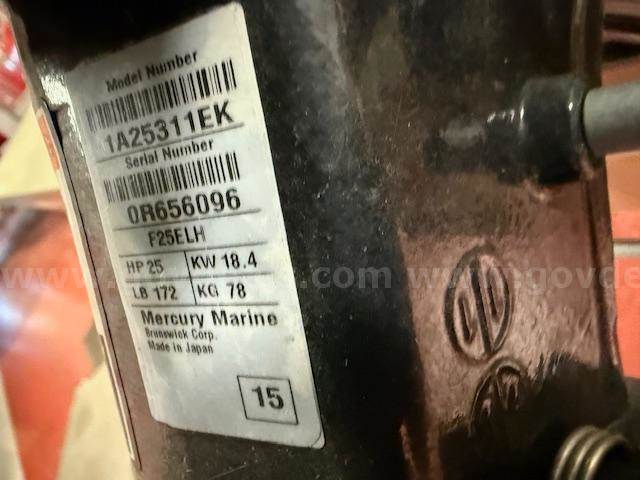 Model Number
1A25311EK
Serial Number
0R656096
F25ELH
HP 25 KW 18.4
LB 172 KG 78
Mercury Marine
Brunswick Corp.
Made in Japan
15